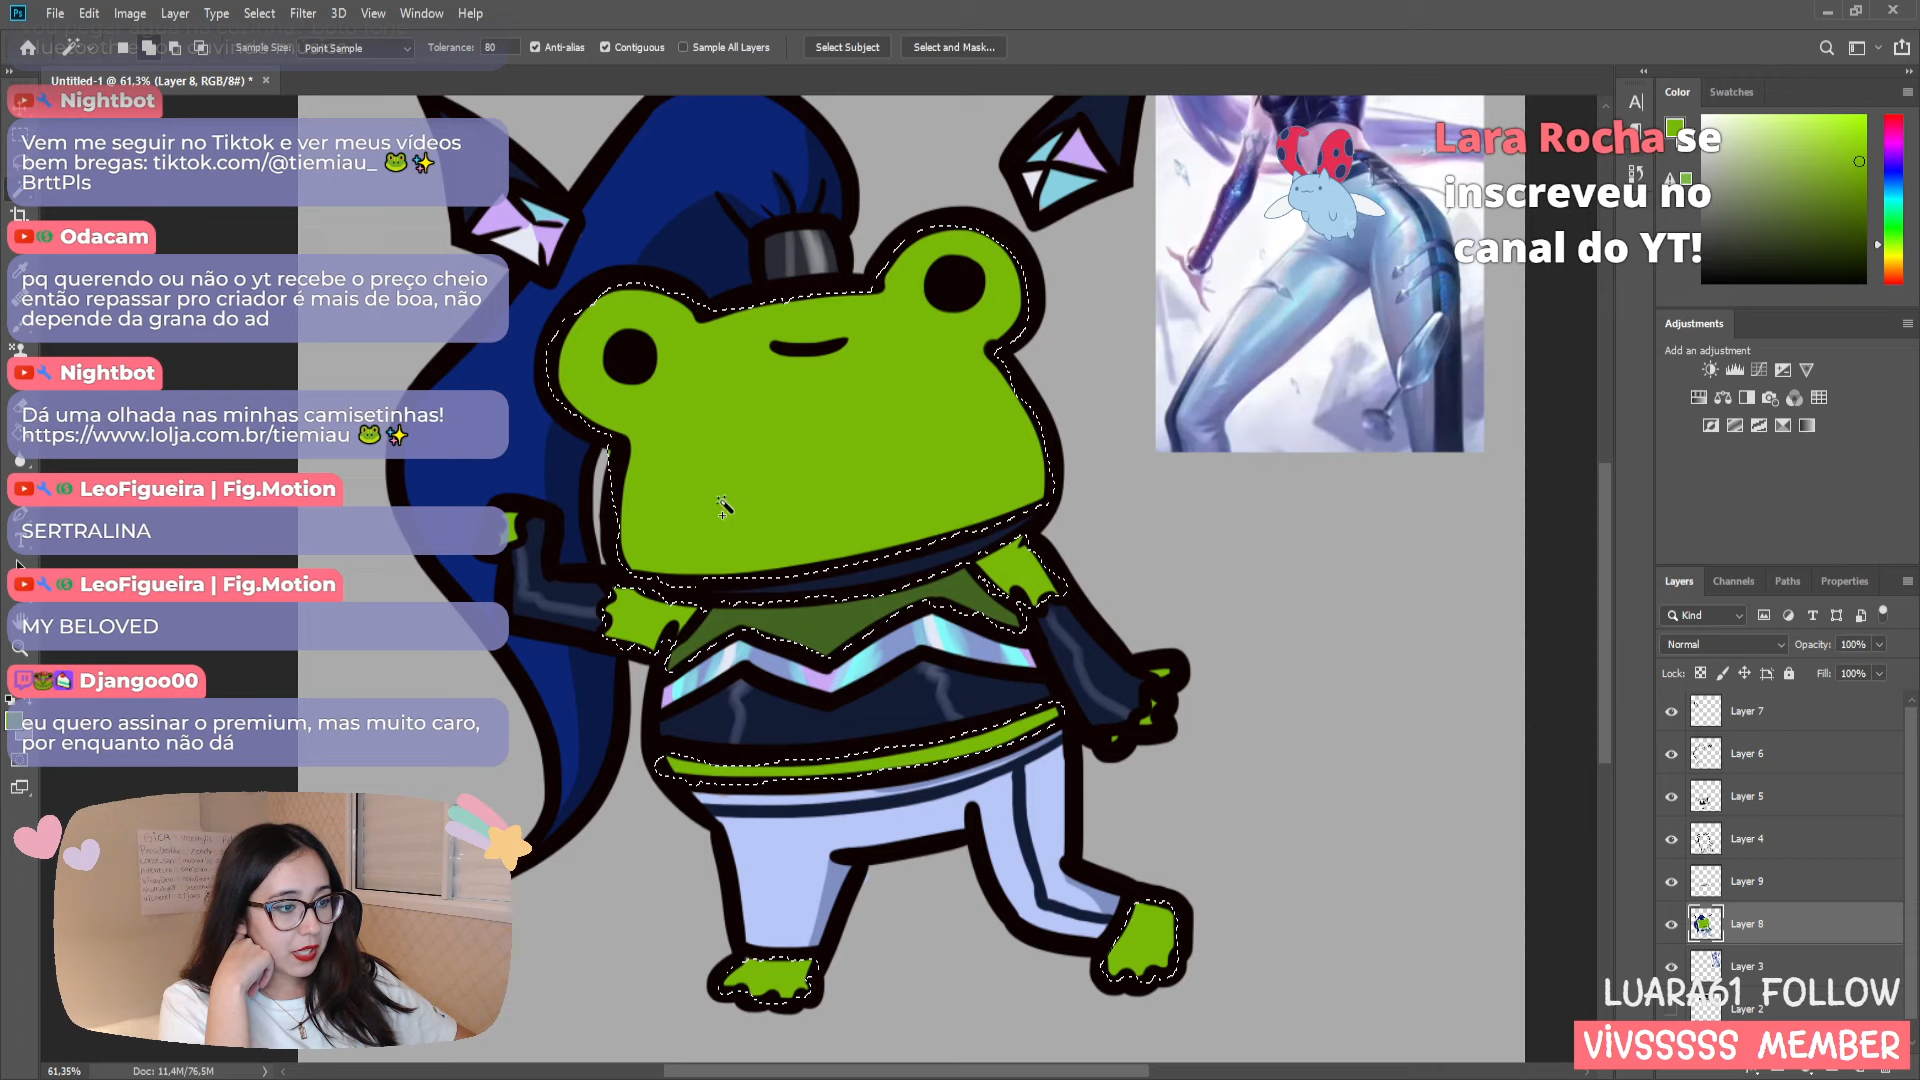 Ps File Edit Image Layer Type Select Filter 3D View Window Help
Sample Size: Point Sample Tolerance: 80 Anti-alias Contiguous Sample All Layers Select Subject Select and Mask...
Untitled-1 @ 61,3% (Layer 8, RGB/8#) *
Nightbot
Vem me seguir no Tiktok e ver meus vídeos
bem bregas: tiktok.com/@tiemiau_ 🐸✨
BrttPls
Odacam
pq querendo ou não o yt recebe o preço cheio
então repassar pro criador é mais de boa, não
depende da grana do ad
Nightbot
Dá uma olhada nas minhas camisetinhas!
https://www.lolja.com.br/tiemiau 🐸✨
LeoFigueira | Fig.Motion
SERTRALINA
LeoFigueira | Fig.Motion
MY BELOVED
Djangoo00
eu quero assinar o premium, mas muito caro,
por enquanto não dá
Lara Rocha se
inscreveu no
canal do YT!
Color Swatches
Adjustments
Add an adjustment
Layers Channels Paths Properties
Kind
Normal Opacity: 100%
Lock: Fill: 100%
Layer 7
Layer 6
Layer 5
Layer 4
Layer 9
Layer 8
Layer 3
Layer 2
LUARA61 FOLLOW
VIVSSSSS MEMBER
61,35% Doc: 11,4M/76,5M